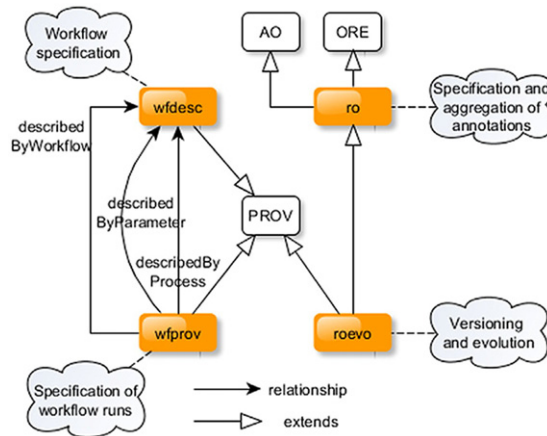 Workflow
specification
AO
ORE
wfdesc
ro
Specification and
aggregation of
annotations
described
ByWorkflow
described
ByParameter
PROV
describedBy
Process
wfprov
roevo
Versioning
and evolution
Specification of
workflow runs
relationship
extends